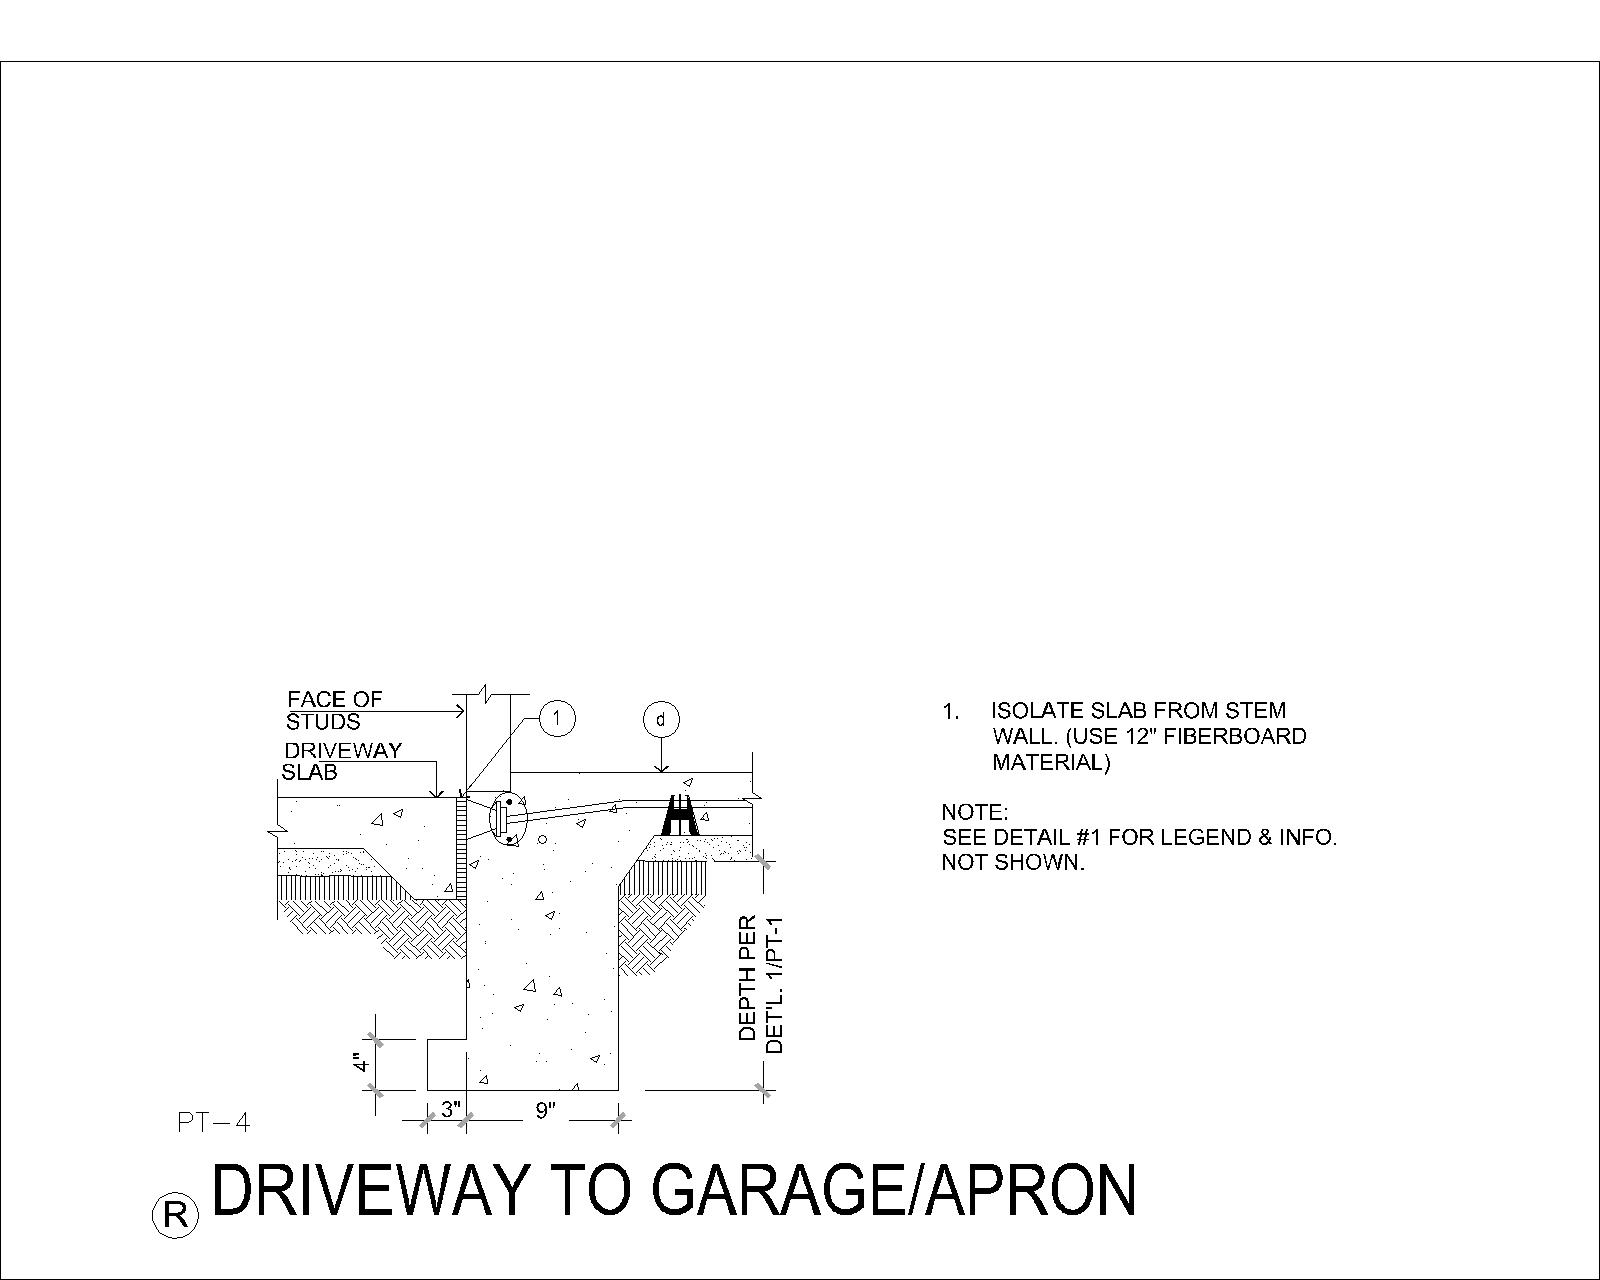 FACE OF
STUDS
DRIVEWAY
SLAB
1
d
1. ISOLATE SLAB FROM STEM
WALL. (USE 12" FIBERBOARD
MATERIAL)
NOTE:
SEE DETAIL #1 FOR LEGEND & INFO.
NOT SHOWN.
DEPTH PER
DET'L. 1/PT-1
4"
3"
9"
PT-4
R DRIVEWAY TO GARAGE/APRON